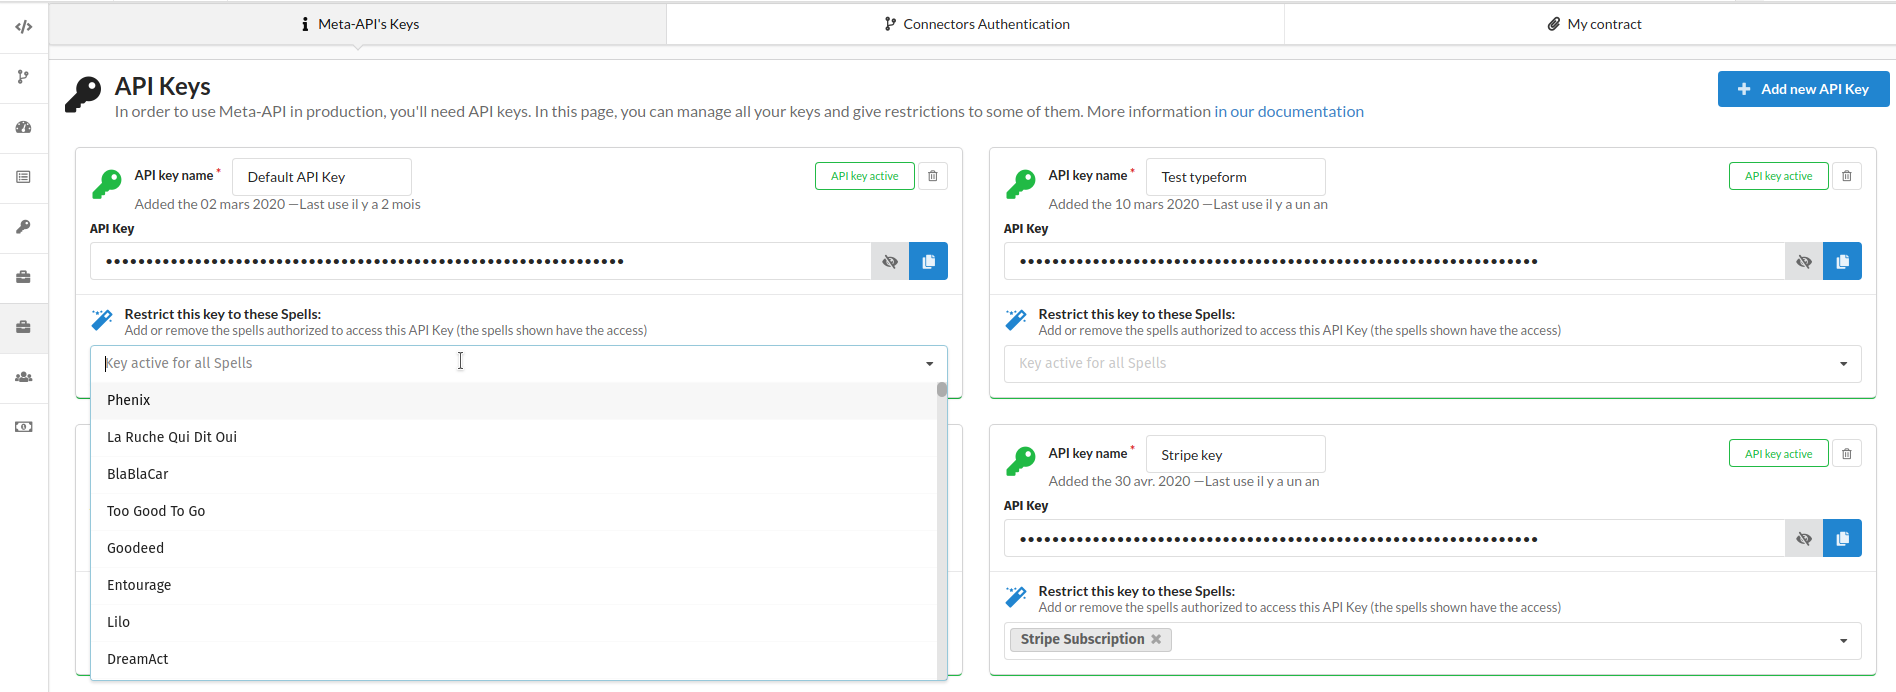 Meta-API's Keys
Connectors Authentication
My contract
API Keys
In order to use Meta-API in production, you'll need API keys. In this page, you can manage all your keys and give restrictions to some of them. More information in our documentation
Add new API Key
API key name *
Default API Key
API key active
Added the 02 mars 2020 —Last use il y a 2 mois
API Key
Restrict this key to these Spells:
Add or remove the spells authorized to access this API Key (the spells shown have the access)
Key active for all Spells
Phenix
La Ruche Qui Dit Oui
BlaBlaCar
Too Good To Go
Goodeed
Entourage
Lilo
DreamAct
API key name *
Test typeform
API key active
Added the 10 mars 2020 —Last use il y a un an
API Key
Restrict this key to these Spells:
Add or remove the spells authorized to access this API Key (the spells shown have the access)
Key active for all Spells
API key name *
Stripe key
API key active
Added the 30 avr. 2020 —Last use il y a un an
API Key
Restrict this key to these Spells:
Add or remove the spells authorized to access this API Key (the spells shown have the access)
Stripe Subscription